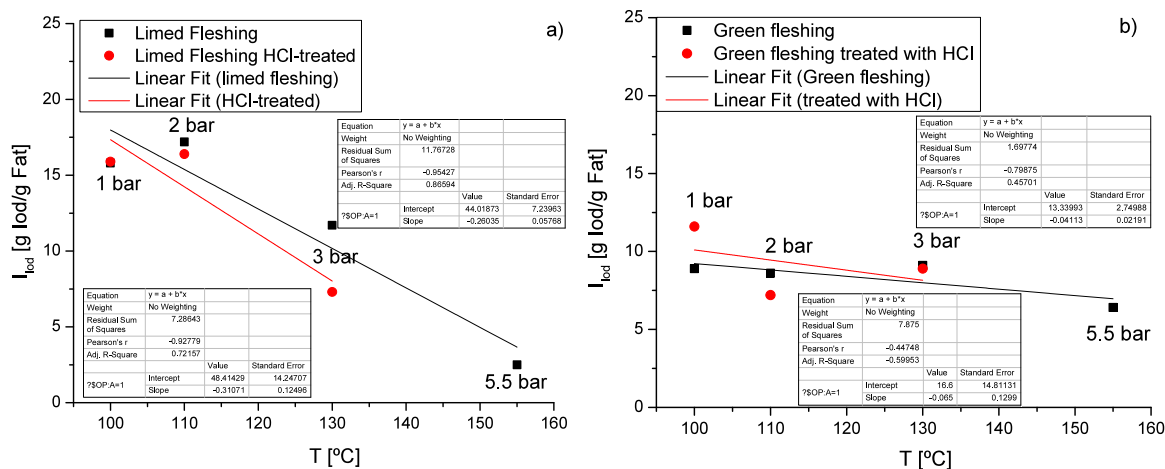 25
20
15
10
5
0
I_Iod [g Iod/g Fat]
Limed Fleshing
Limed Fleshing HCl-treated
Linear Fit (limed fleshing)
Linear Fit (HCl-treated)
a)
2 bar
1 bar
3 bar
5.5 bar
Equation y = a + b*x
Weight No Weighting
Residual Sum of Squares 11.76728
Pearson's r -0.95427
Adj. R-Square 0.86594
Value Standard Error
?$OP:A=1 Intercept 44.01873 7.23963
Slope -0.26035 0.05768
Equation y = a + b*x
Weight No Weighting
Residual Sum of Squares 7.28643
Pearson's r -0.92779
Adj. R-Square 0.72157
Value Standard Error
?$OP:A=1 Intercept 48.41429 14.24707
Slope -0.31071 0.12496
100 110 120 130 140 150 160
T [ºC]
25
20
15
10
5
0
I_Iod [g Iod/g Fat]
Green fleshing
Green fleshing treated with HCl
Linear Fit (Green fleshing)
Linear Fit (treated with HCl)
b)
1 bar
2 bar
3 bar
5.5 bar
Equation y = a + b*x
Weight No Weighting
Residual Sum of Squares 1.69774
Pearson's r -0.79875
Adj. R-Square 0.45701
Value Standard Error
?$OP:A=1 Intercept 13.33993 2.74988
Slope -0.04113 0.02191
Equation y = a + b*x
Weight No Weighting
Residual Sum of Squares 7.875
Pearson's r -0.44748
Adj. R-Square -0.59953
Value Standard Error
?$OP:A=1 Intercept 16.6 14.81131
Slope -0.065 0.1299
100 110 120 130 140 150 160
T [ºC]